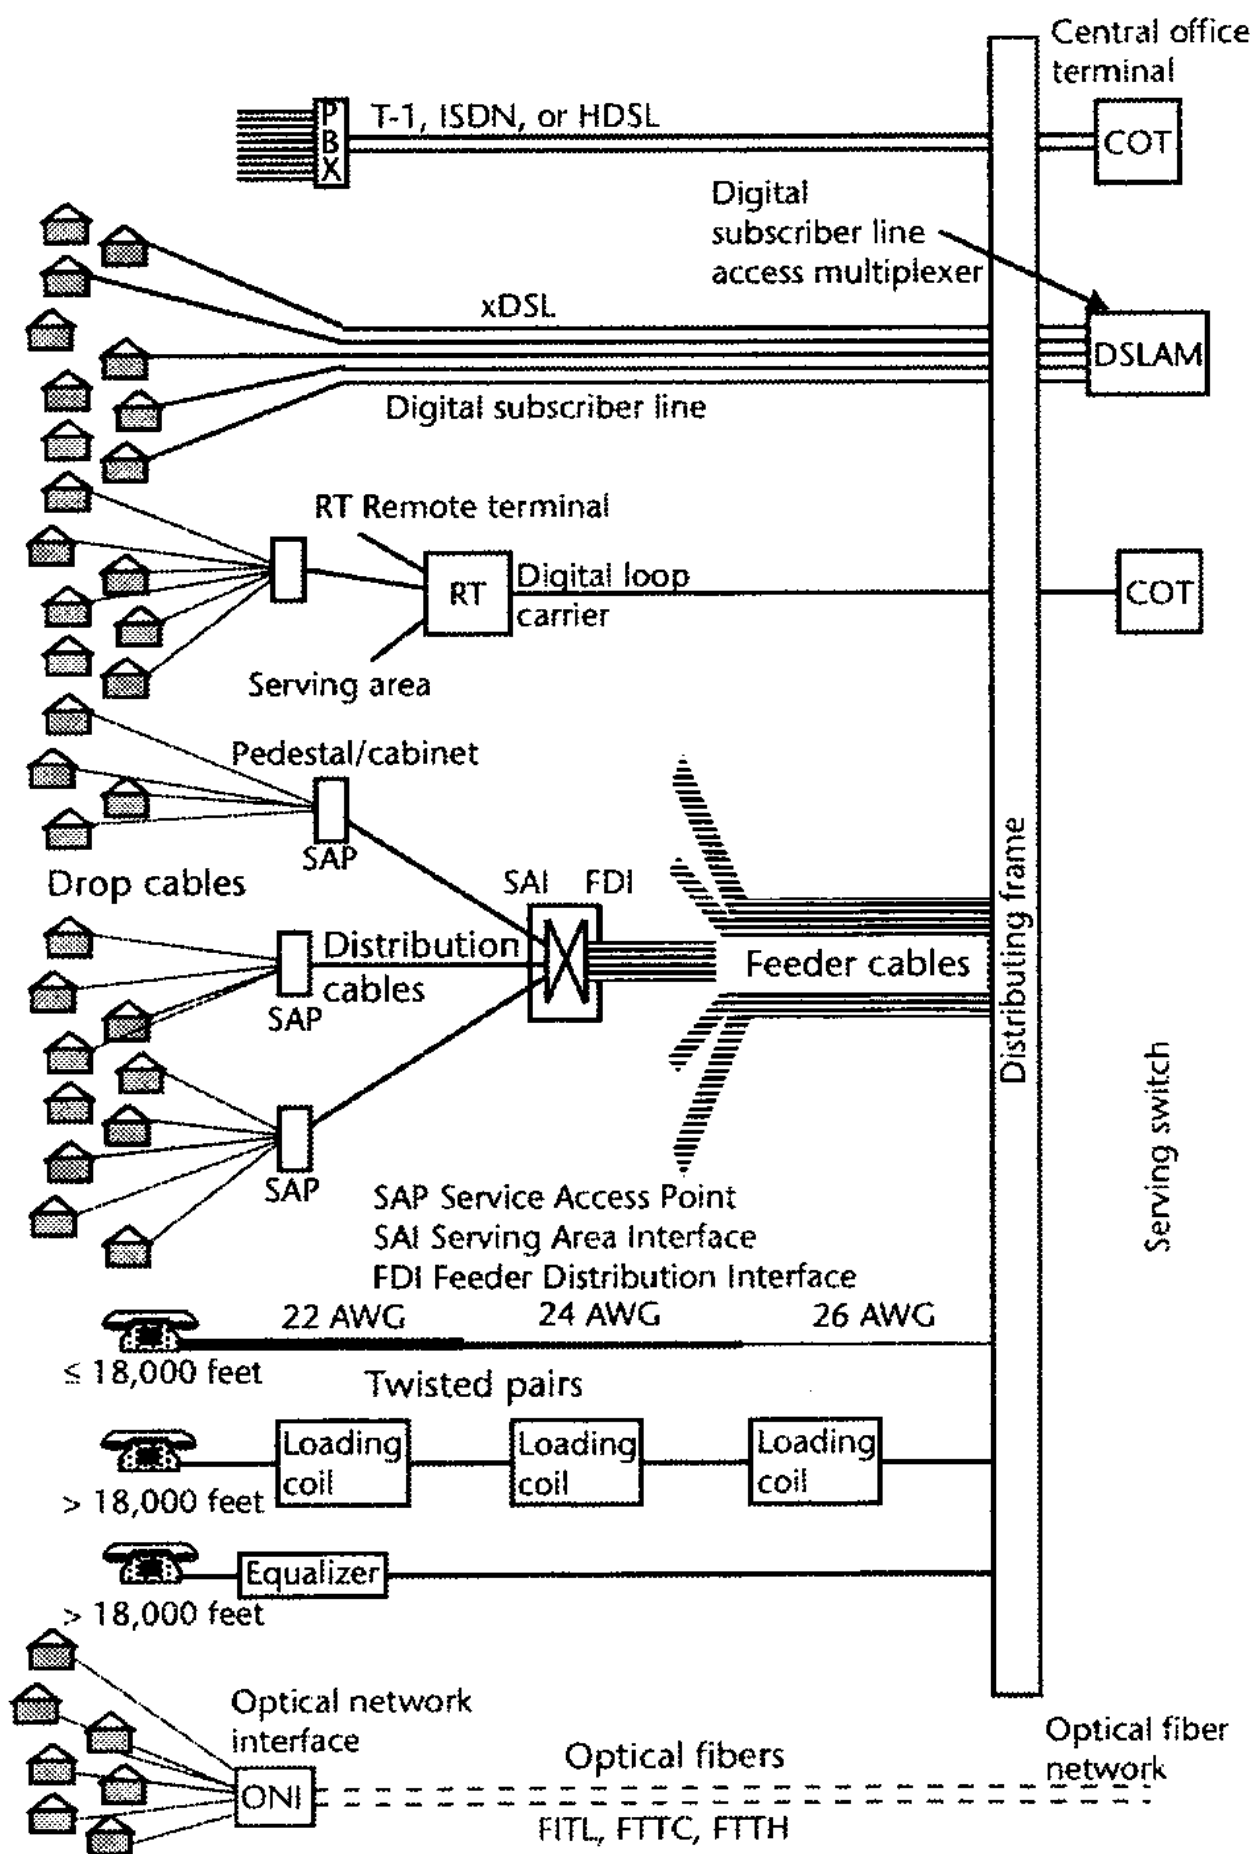 Central office
terminal
P
B
X
T-1, ISDN, or HDSL
COT
Digital
subscriber line
access multiplexer
xDSL
DSLAM
Digital subscriber line
RT Remote terminal
RT
Digital loop
carrier
COT
Serving area
Pedestal/cabinet
SAP
Drop cables
SAI FDI
Distribution
cables
SAP
Feeder cables
Distributing frame
Serving switch
SAP
SAP Service Access Point
SAI Serving Area Interface
FDI Feeder Distribution Interface
22 AWG 24 AWG 26 AWG
≤ 18,000 feet
Twisted pairs
Loading
coil
Loading
coil
Loading
coil
> 18,000 feet
Equalizer
> 18,000 feet
Optical network
interface
ONI
Optical fibers
FITL, FTTC, FTTH
Optical fiber
network